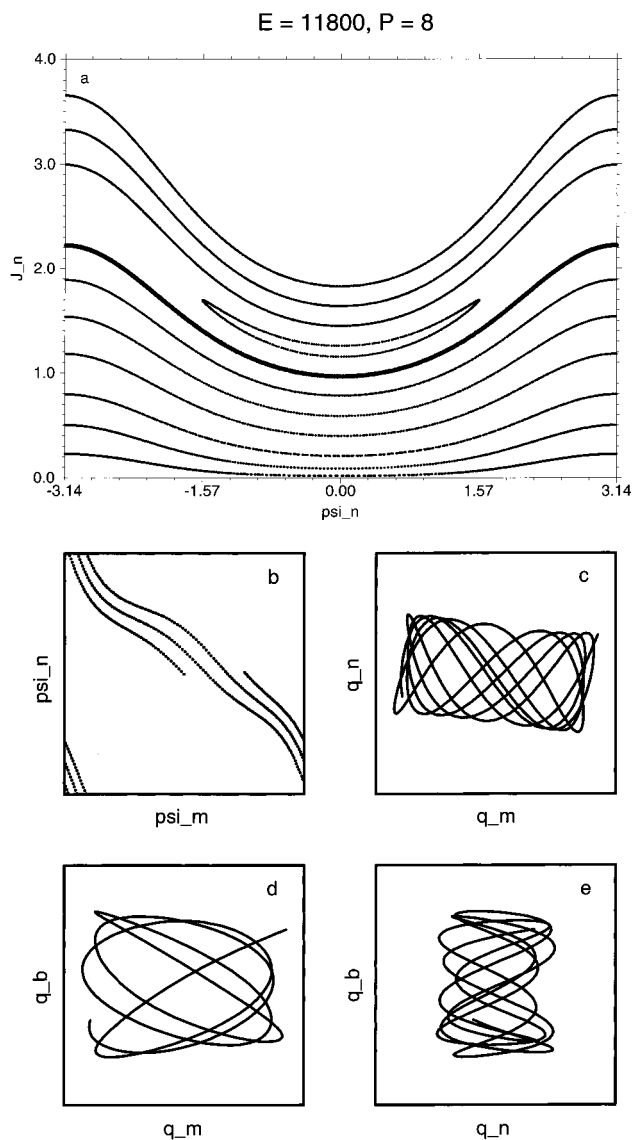 E = 11800, P = 8
a
4.0
3.0
2.0
1.0
0.0
J_n
-3.14 -1.57 0.00 1.57 3.14
psi_n
b
psi_n
psi_m
c
q_n
q_m
d
q_b
q_m
e
q_b
q_n